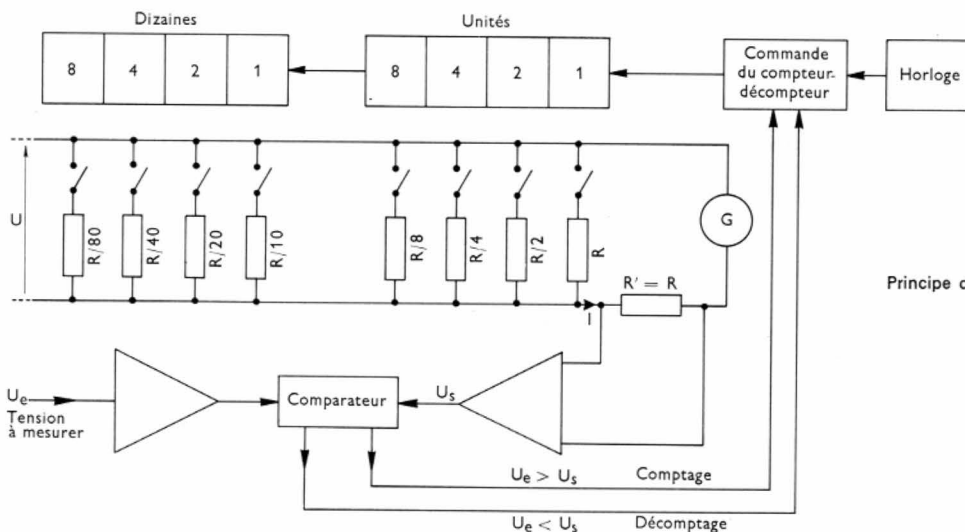 Dizaines
Unités
8 4 2 1
8 4 2 1
Commande
du compteur-
décompteur
Horloge
U
R/80
R/40
R/20
R/10
R/8
R/4
R/2
R
G
I
R' = R
Principe d
Ue
Tension
à mesurer
Comparateur
Us
Ue > Us Comptage
Ue < Us Décomptage